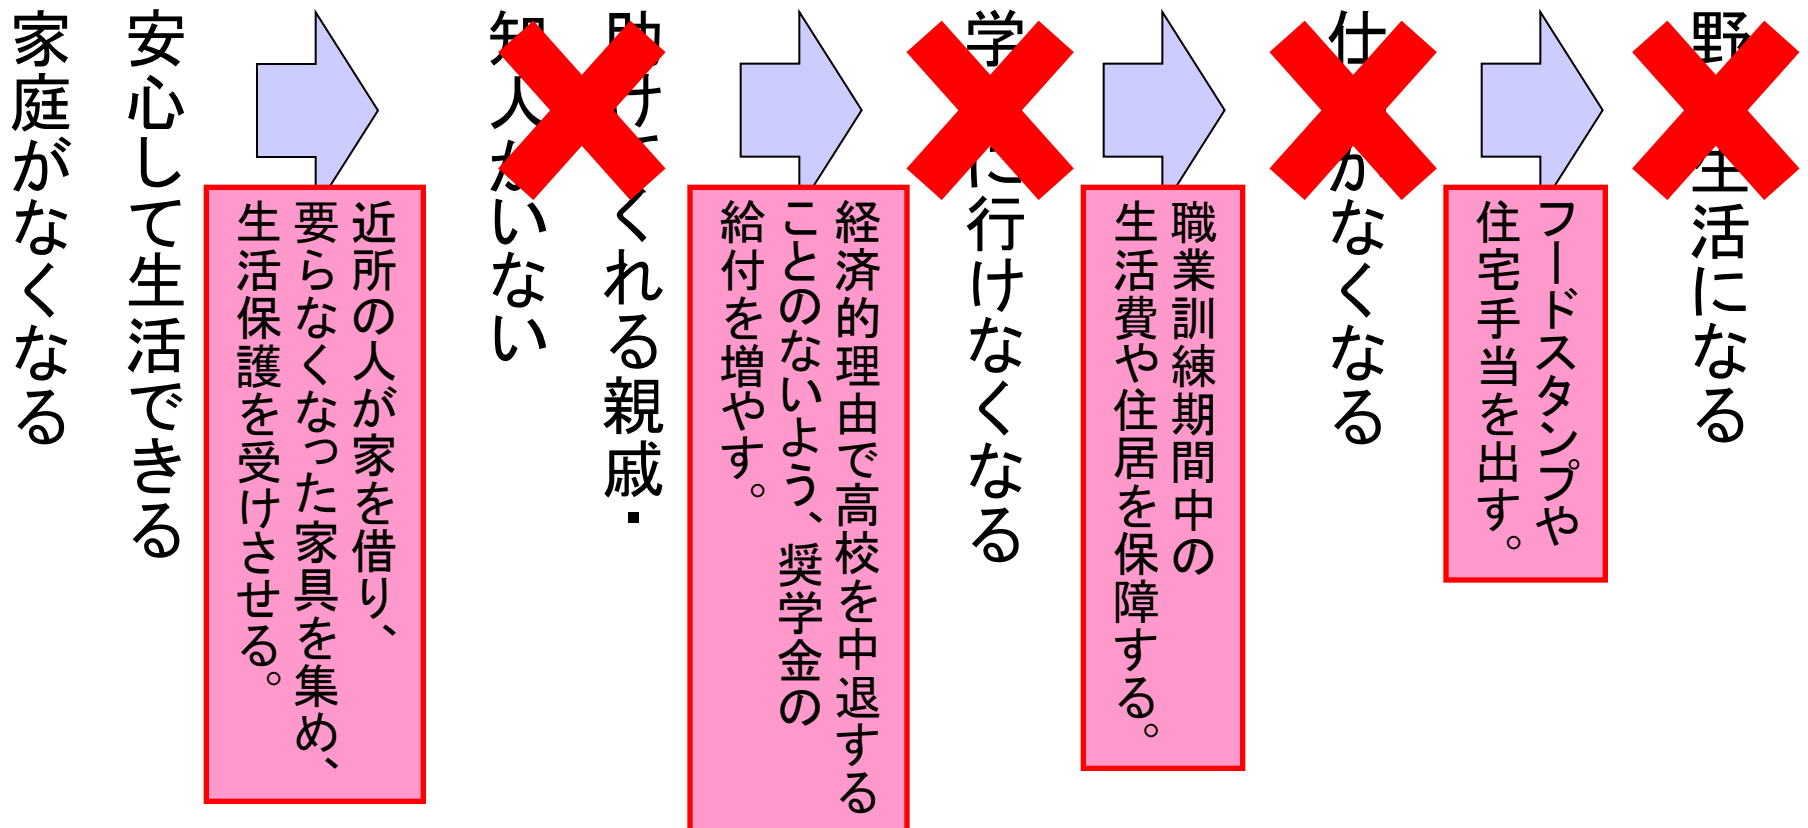 安心して生活できる
家庭がなくなる
近所の人が家を借り、
要らなくなった家具を集め、
生活保護を受けさせる。
助けてくれる親戚・
知人がいない
経済的理由で高校を中退する
ことのないよう、奨学金の
給付を増やす。
学に行けなくなる
職業訓練期間中の
生活費や住居を保障する。
仕がなくなる
フードスタンプや
住宅手当を出す。
野生活になる